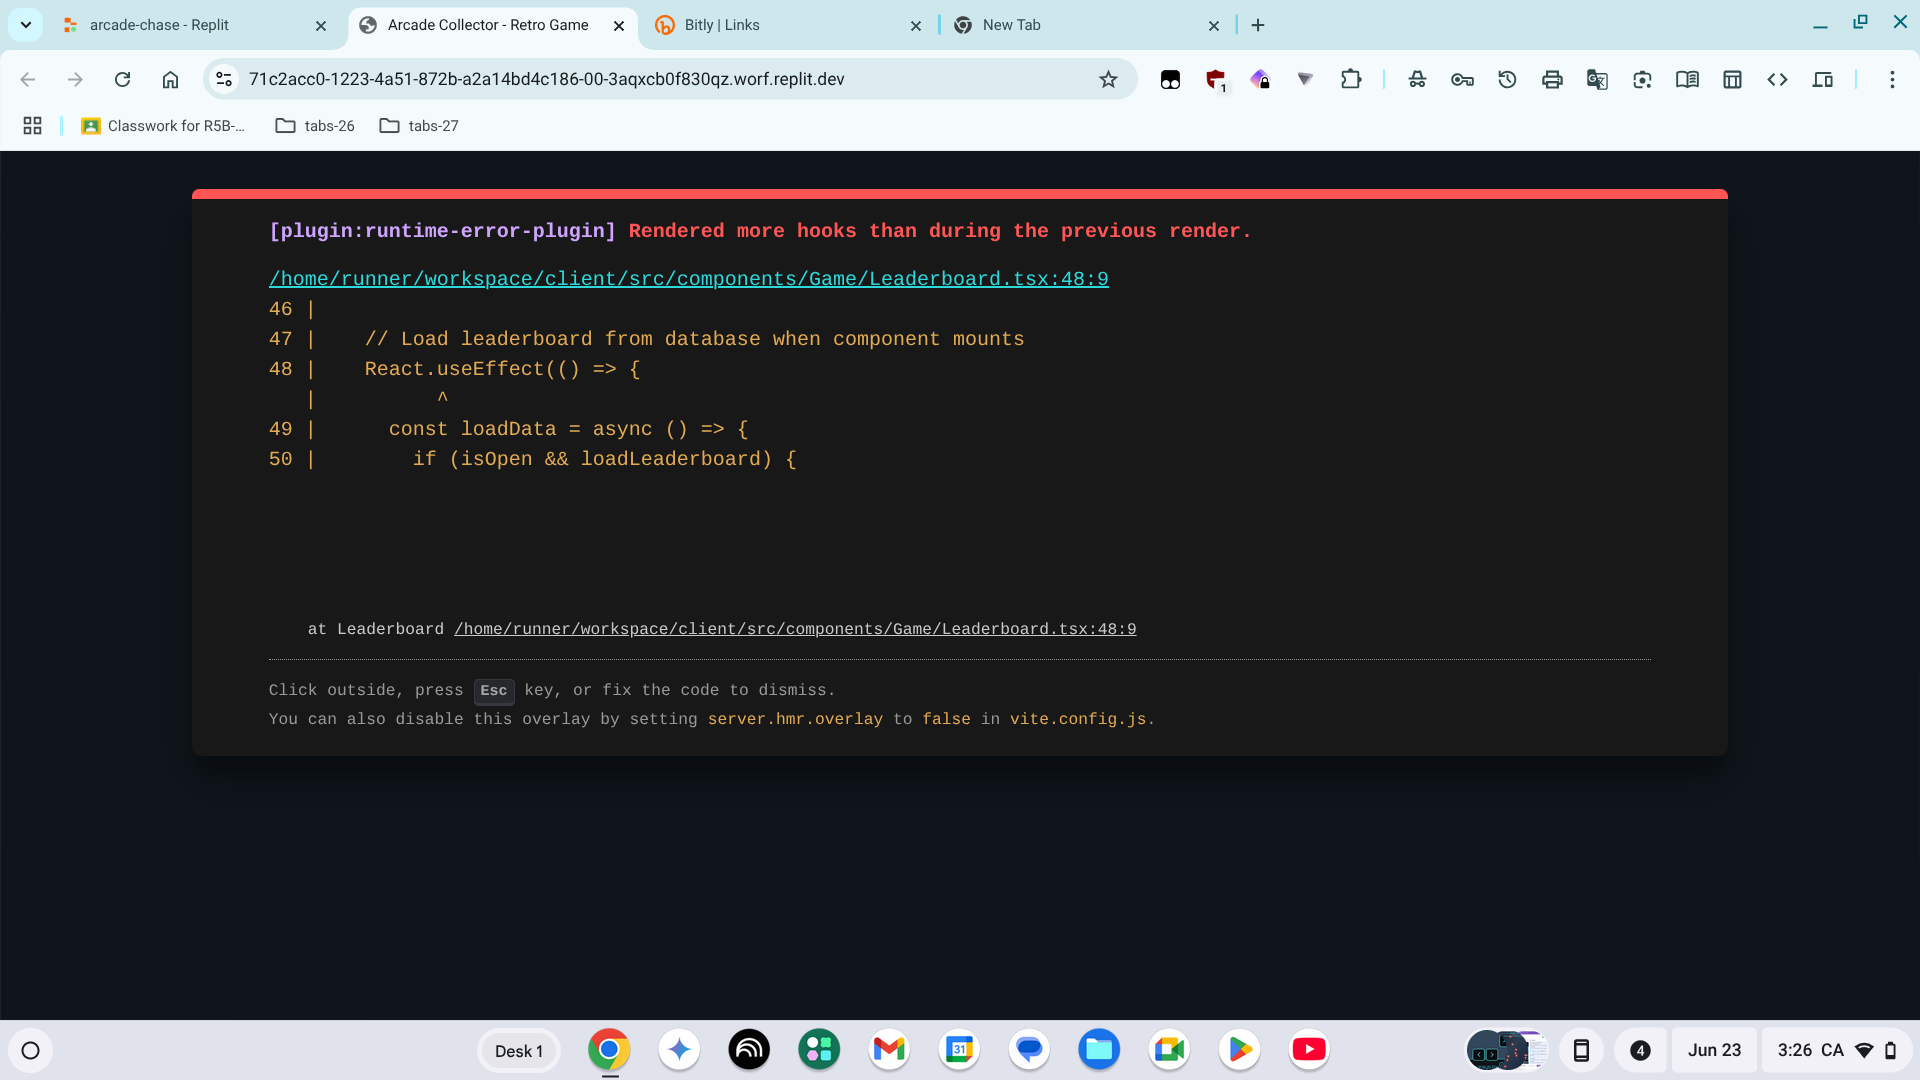 arcade-chase - Replit
Arcade Collector - Retro Game
Bitly | Links
New Tab
71c2acc0-1223-4a51-872b-a2a14bd4c186-00-3aqxcb0f830qz.worf.replit.dev
1
Classwork for R5B-...
tabs-26
tabs-27
[plugin:runtime-error-plugin] Rendered more hooks than during the previous render.
/home/runner/workspace/client/src/components/Game/Leaderboard.tsx:48:9
46 |
47 |    // Load leaderboard from database when component mounts
48 |    React.useEffect(() => {
   |          ^
49 |      const loadData = async () => {
50 |        if (isOpen && loadLeaderboard) {
at Leaderboard /home/runner/workspace/client/src/components/Game/Leaderboard.tsx:48:9
Click outside, press Esc key, or fix the code to dismiss.
You can also disable this overlay by setting server.hmr.overlay to false in vite.config.js.
Desk 1
31
4
Jun 23
3:26 CA